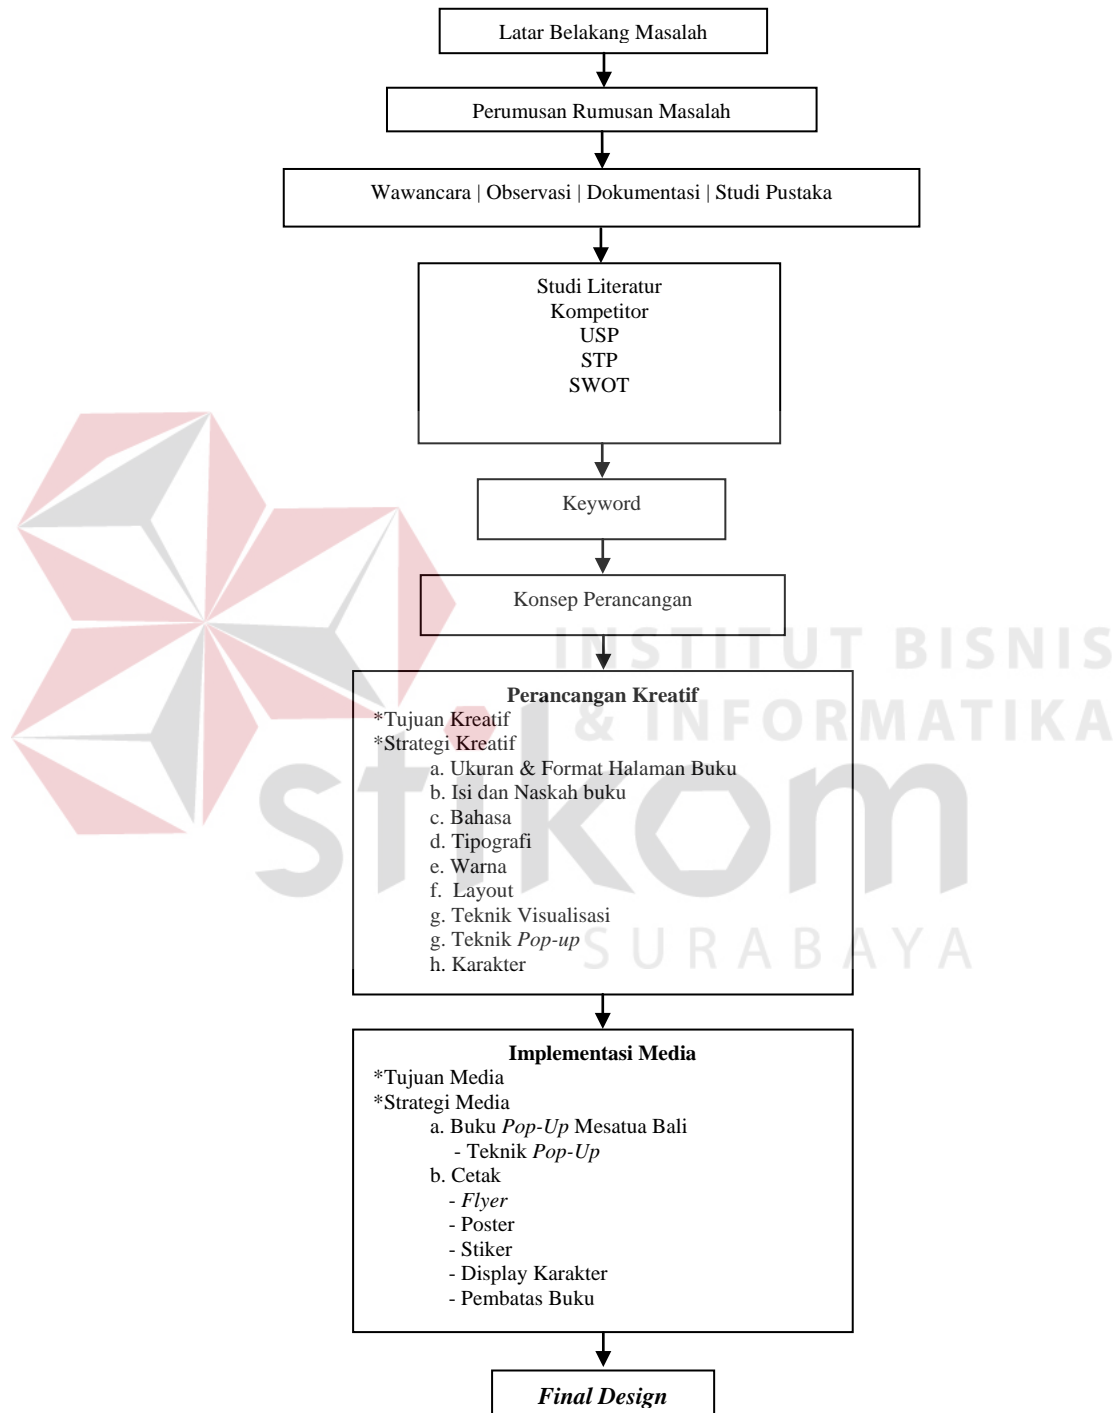 Latar Belakang Masalah
Perumusan Rumusan Masalah
Wawancara | Observasi | Dokumentasi | Studi Pustaka
Studi Literatur
Kompetitor
USP
STP
SWOT
Keyword
Konsep Perancangan
INSTITUT BISNIS
& INFORMATIKA
stikom
SURABAYA
Perancangan Kreatif
*Tujuan Kreatif
*Strategi Kreatif
a. Ukuran & Format Halaman Buku
b. Isi dan Naskah buku
c. Bahasa
d. Tipografi
e. Warna
f. Layout
g. Teknik Visualisasi
g. Teknik Pop-up
h. Karakter
Implementasi Media
*Tujuan Media
*Strategi Media
a. Buku Pop-Up Mesatua Bali
- Teknik Pop-Up
b. Cetak
- Flyer
- Poster
- Stiker
- Display Karakter
- Pembatas Buku
Final Design